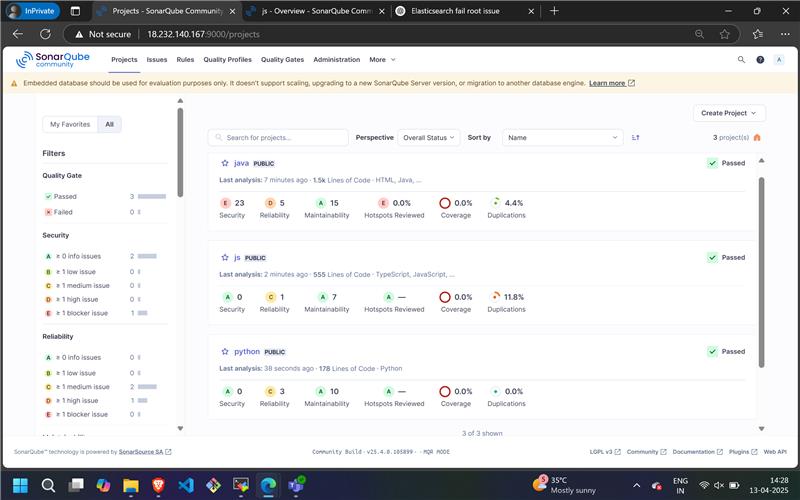 InPrivate
Projects - SonarQube Community
js - Overview - SonarQube Com
Elasticsearch fail root issue
Not secure
18.232.140.167:9000/projects
SonarQube community
Projects Issues Rules Quality Profiles Quality Gates Administration More
A
Embedded database should be used for evaluation purposes only. It doesn't support scaling, upgrading to a new SonarQube Server version, or migration to another database engine. Learn more
My Favorites All
Filters
Quality Gate
Passed 3
Failed 0
Security
A ≥ 0 info issues 2
B ≥ 1 low issue 0
C ≥ 1 medium issue 0
D ≥ 1 high issue 0
E ≥ 1 blocker issue 1
Reliability
A ≥ 0 info issues 0
B ≥ 1 low issue 0
C ≥ 1 medium issue 2
D ≥ 1 high issue 1
E ≥ 1 blocker issue 0
Create Project
Search for projects...
Perspective Overall Status Sort by Name
3 project(s)
java PUBLIC Passed
Last analysis: 7 minutes ago · 1.5k Lines of Code · HTML, Java, ...
E 23 D 5 A 15 E 0.0% 0.0% 4.4%
Security Reliability Maintainability Hotspots Reviewed Coverage Duplications
js PUBLIC Passed
Last analysis: 2 minutes ago · 555 Lines of Code · TypeScript, JavaScript, ...
A 0 C 1 A 7 A — 0.0% 11.8%
Security Reliability Maintainability Hotspots Reviewed Coverage Duplications
python PUBLIC Passed
Last analysis: 38 seconds ago · 178 Lines of Code · Python
A 0 C 3 A 10 A — 0.0% 0.0%
Security Reliability Maintainability Hotspots Reviewed Coverage Duplications
3 of 3 shown
SonarQube™ technology is powered by SonarSource SA
Community Build · v25.4.0.105899 · · MQR MODE
LGPL v3 Community Documentation Plugins Web API
5
35°C
Mostly sunny
ENG
IN
14:28
13-04-2025